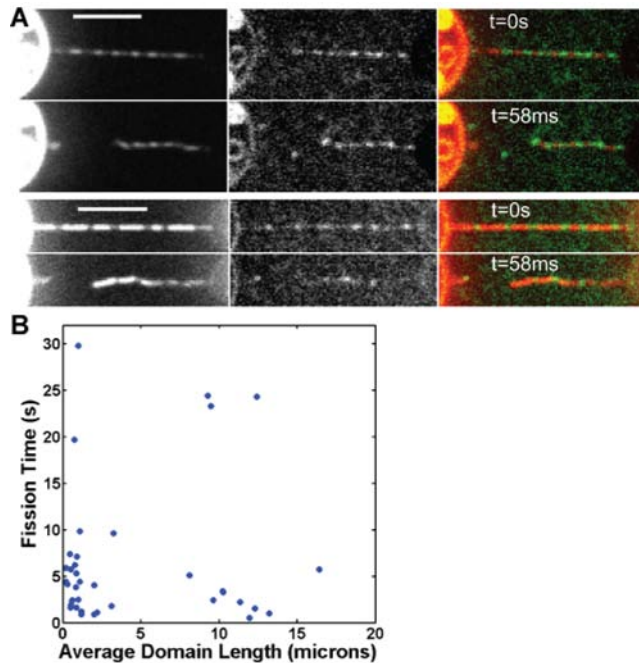 A
t=0s
t=58ms
t=0s
t=58ms
B
30
25
20
15
10
5
0
Fission Time (s)
0 5 10 15 20
Average Domain Length (microns)